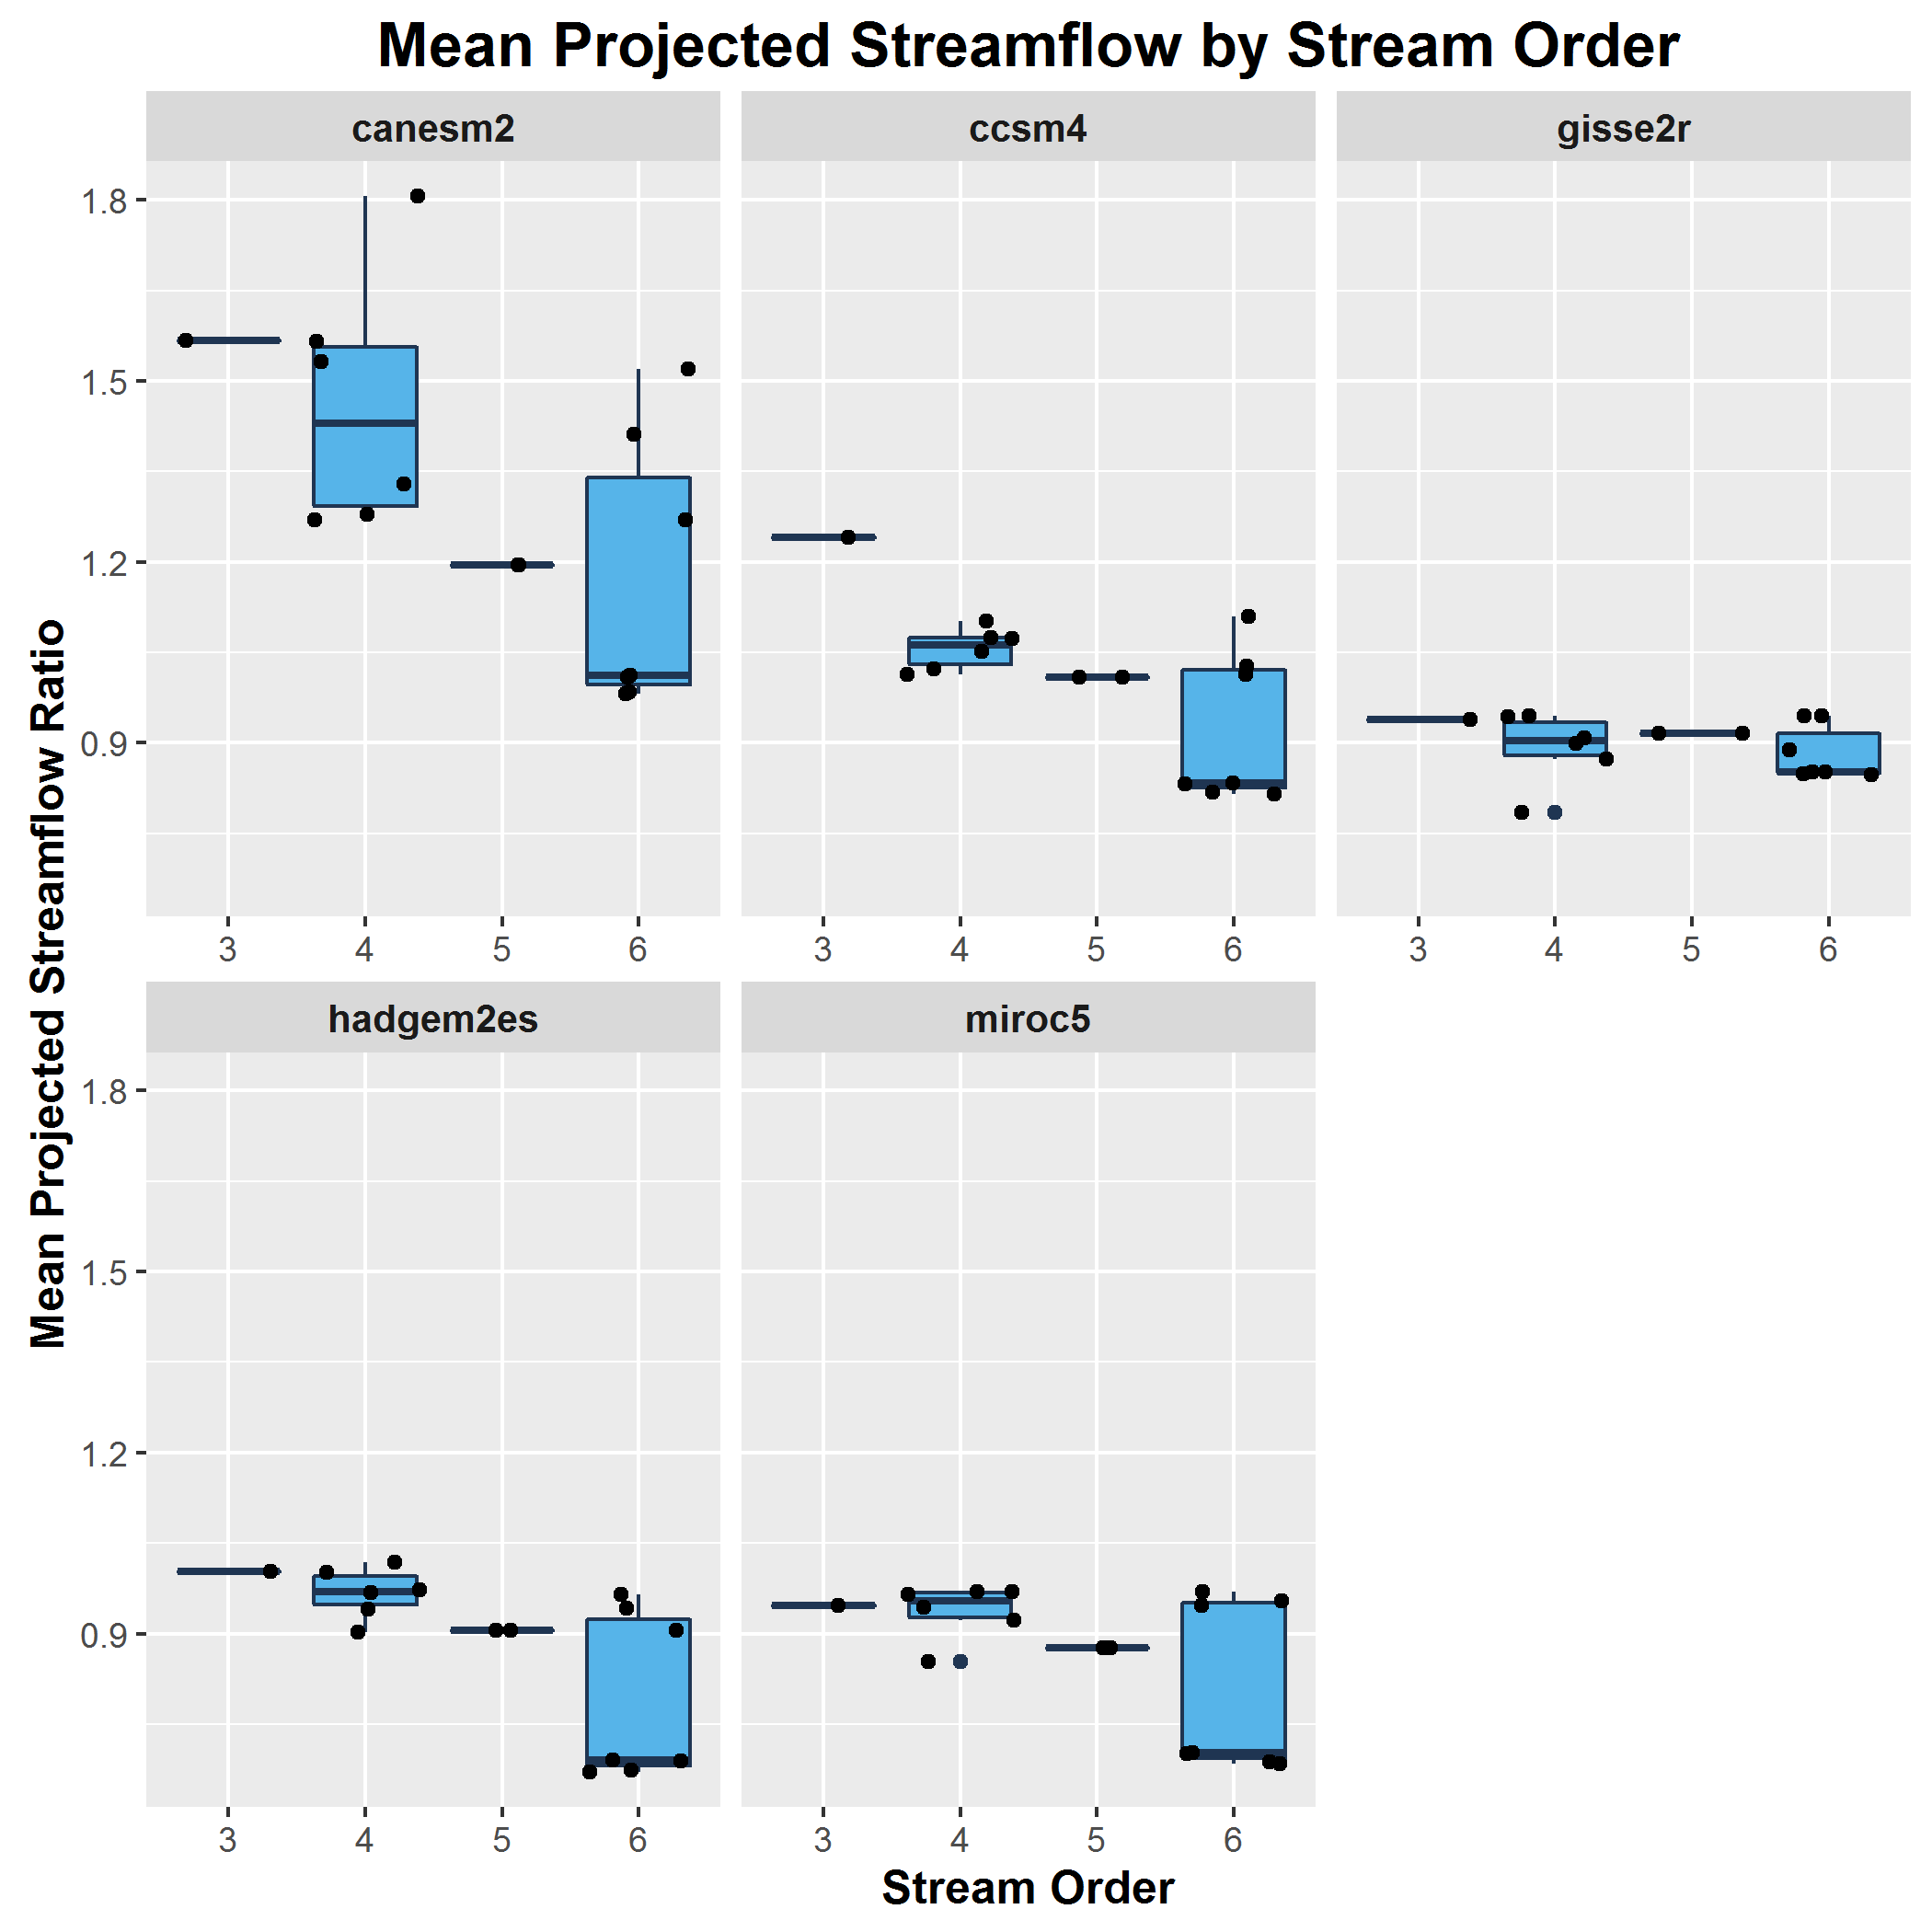 Mean Projected Streamflow by Stream Order
canesm2
ccsm4
gisse2r
1.8
1.5
1.2
0.9
3 4 5 6
3 4 5 6
3 4 5 6
Mean Projected Streamflow Ratio
hadgem2es
miroc5
1.8
1.5
1.2
0.9
3 4 5 6
3 4 5 6
Stream Order